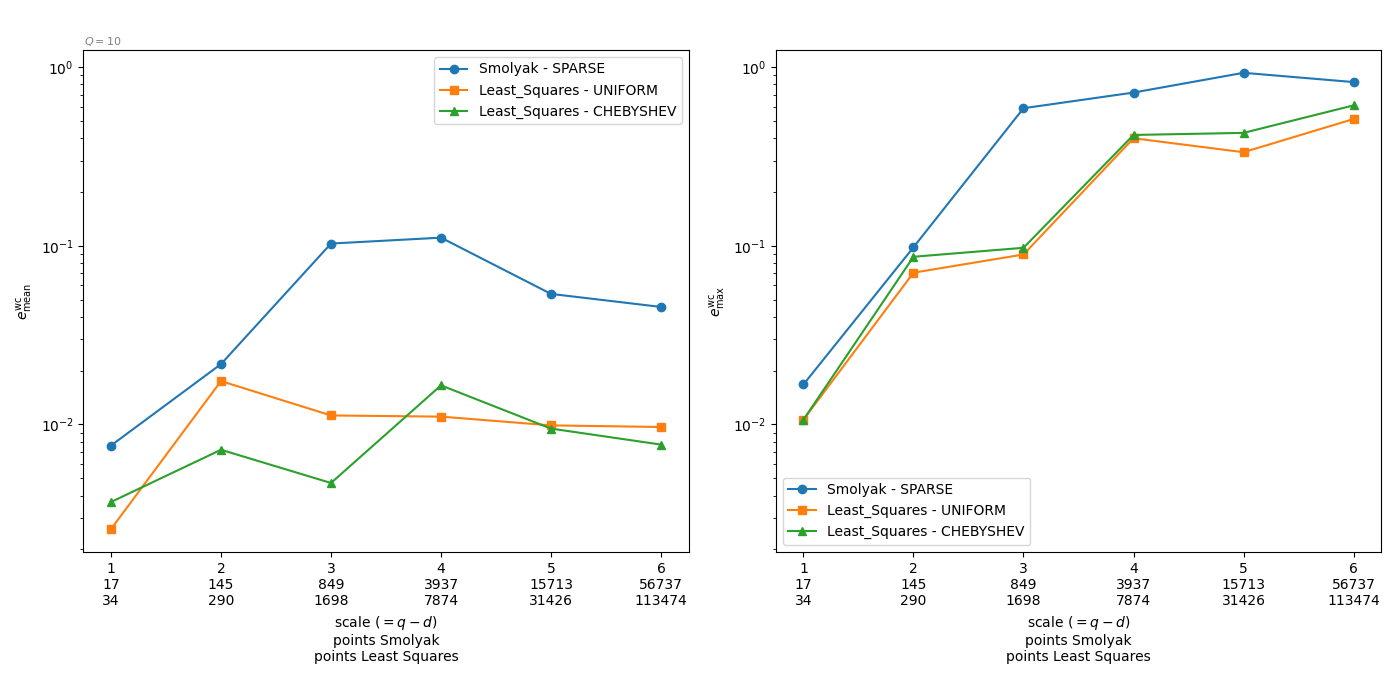 Q = 10
10⁰
10⁻¹
10⁻²
e^wc_mean
Smolyak - SPARSE
Least_Squares - UNIFORM
Least_Squares - CHEBYSHEV
1 2 3 4 5 6
17 145 849 3937 15713 56737
34 290 1698 7874 31426 113474
scale (= q − d)
points Smolyak
points Least Squares
10⁰
10⁻¹
10⁻²
e^wc_max
Smolyak - SPARSE
Least_Squares - UNIFORM
Least_Squares - CHEBYSHEV
1 2 3 4 5 6
17 145 849 3937 15713 56737
34 290 1698 7874 31426 113474
scale (= q − d)
points Smolyak
points Least Squares